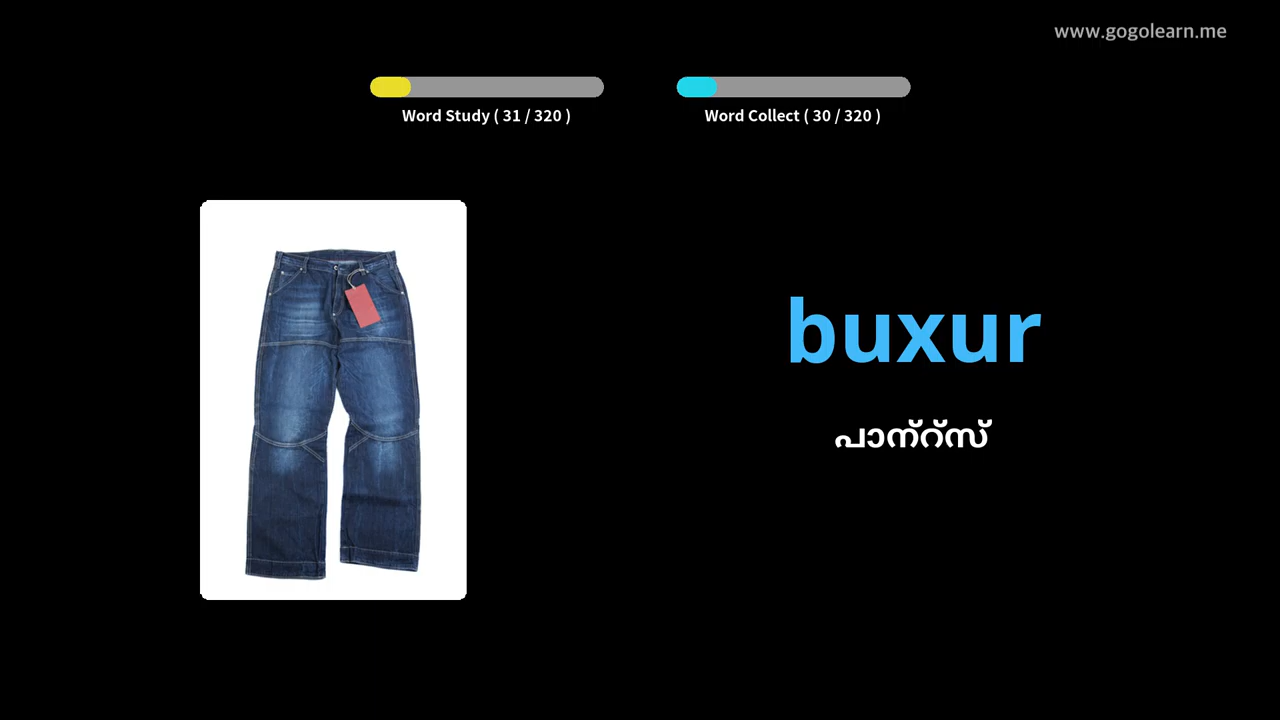 www.gogolearn.me
Word Study ( 31 / 320 )
Word Collect ( 30 / 320 )
buxur
പാന്റ്സ്